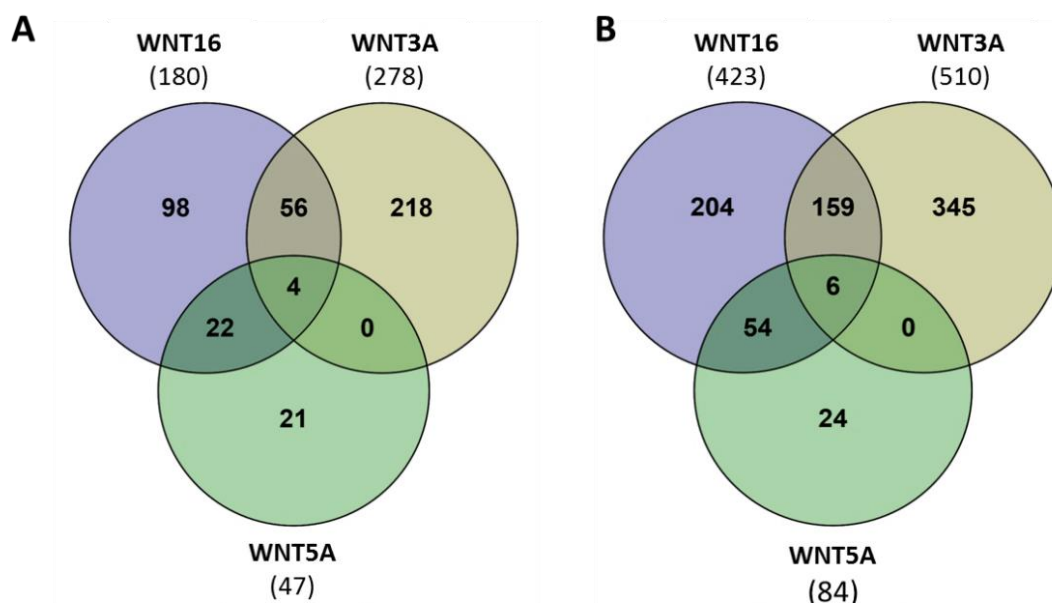 A
WNT16
(180)
WNT3A
(278)
98
56
218
4
22
0
21
WNT5A
(47)
B
WNT16
(423)
WNT3A
(510)
204
159
345
6
54
0
24
WNT5A
(84)